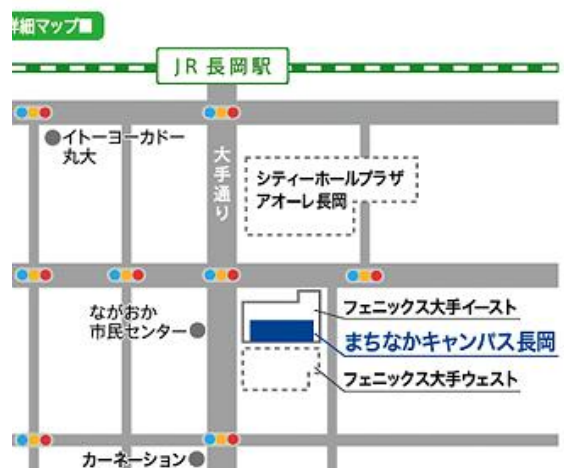 詳細マップ■
JR 長岡駅
イトーヨーカドー
丸大
大手通り
シティーホールプラザ
アオーレ長岡
ながおか
市民センター
フェニックス大手イースト
まちなかキャンパス長岡
フェニックス大手ウェスト
カーネーション